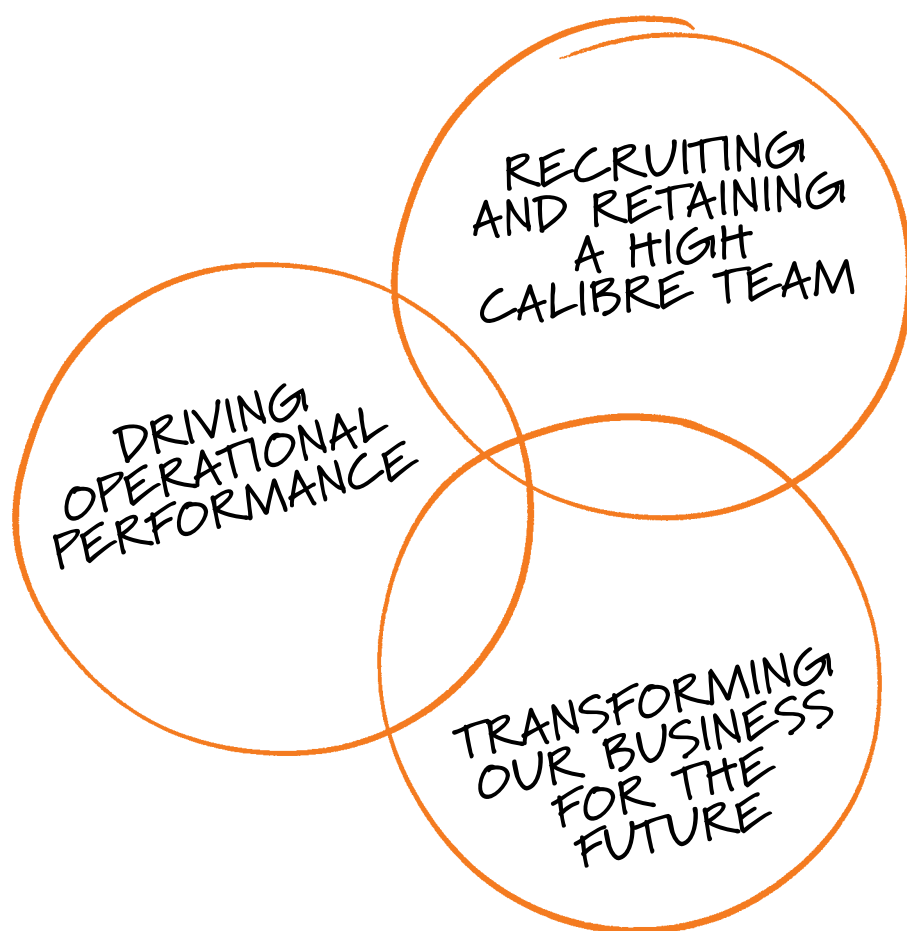 RECRUITING
AND RETAINING
A HIGH
CALIBRE TEAM
DRIVING
OPERATIONAL
PERFORMANCE
TRANSFORMING
OUR BUSINESS
FOR THE
FUTURE